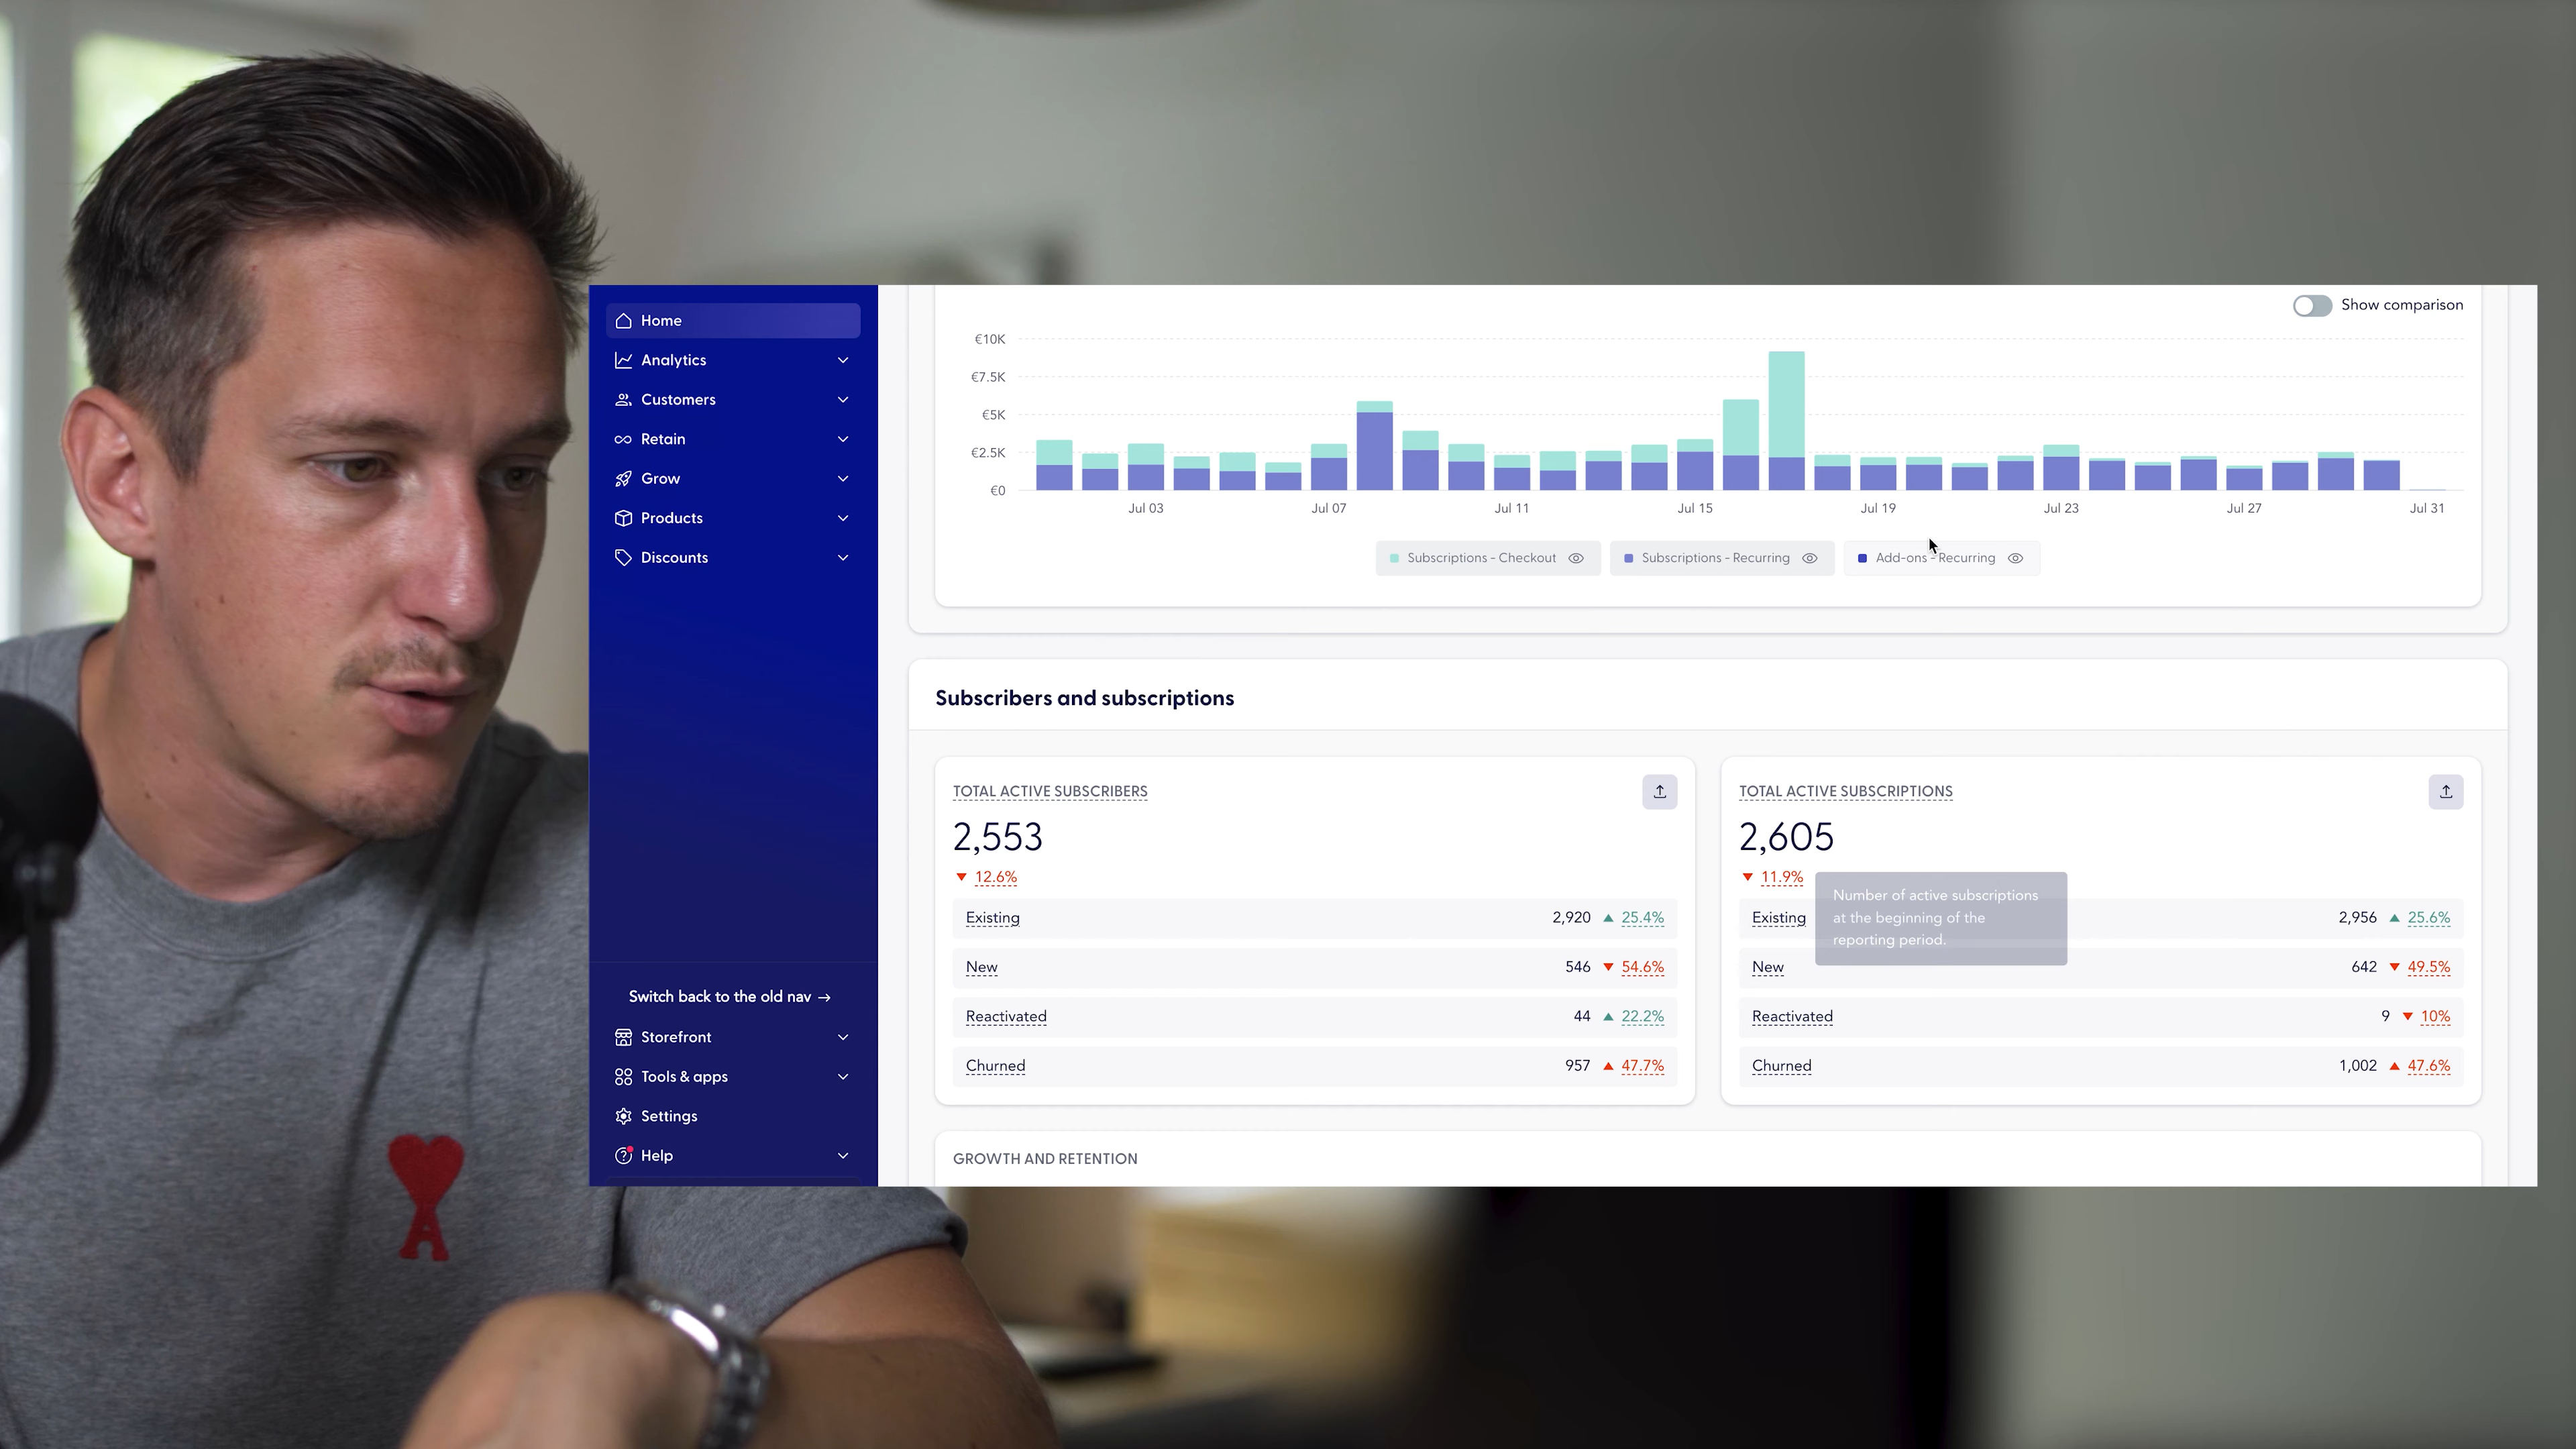 Home
Analytics
Customers
Retain
Grow
Products
Discounts
Switch back to the old nav →
Storefront
Tools & apps
Settings
Help
Show comparison
€10K
€7.5K
€5K
€2.5K
€0
Jul 03 Jul 07 Jul 11 Jul 15 Jul 19 Jul 23 Jul 27 Jul 31
Subscriptions - Checkout Subscriptions - Recurring Add-ons - Recurring
Subscribers and subscriptions
TOTAL ACTIVE SUBSCRIBERS
2,553
▼ 12.6%
Existing 2,920 ▲ 25.4%
New 546 ▼ 54.6%
Reactivated 44 ▲ 22.2%
Churned 957 ▲ 47.7%
TOTAL ACTIVE SUBSCRIPTIONS
2,605
▼ 11.9%
Number of active subscriptions
at the beginning of the
reporting period.
Existing 2,956 ▲ 25.6%
New 642 ▼ 49.5%
Reactivated 9 ▼ 10%
Churned 1,002 ▲ 47.6%
GROWTH AND RETENTION
A